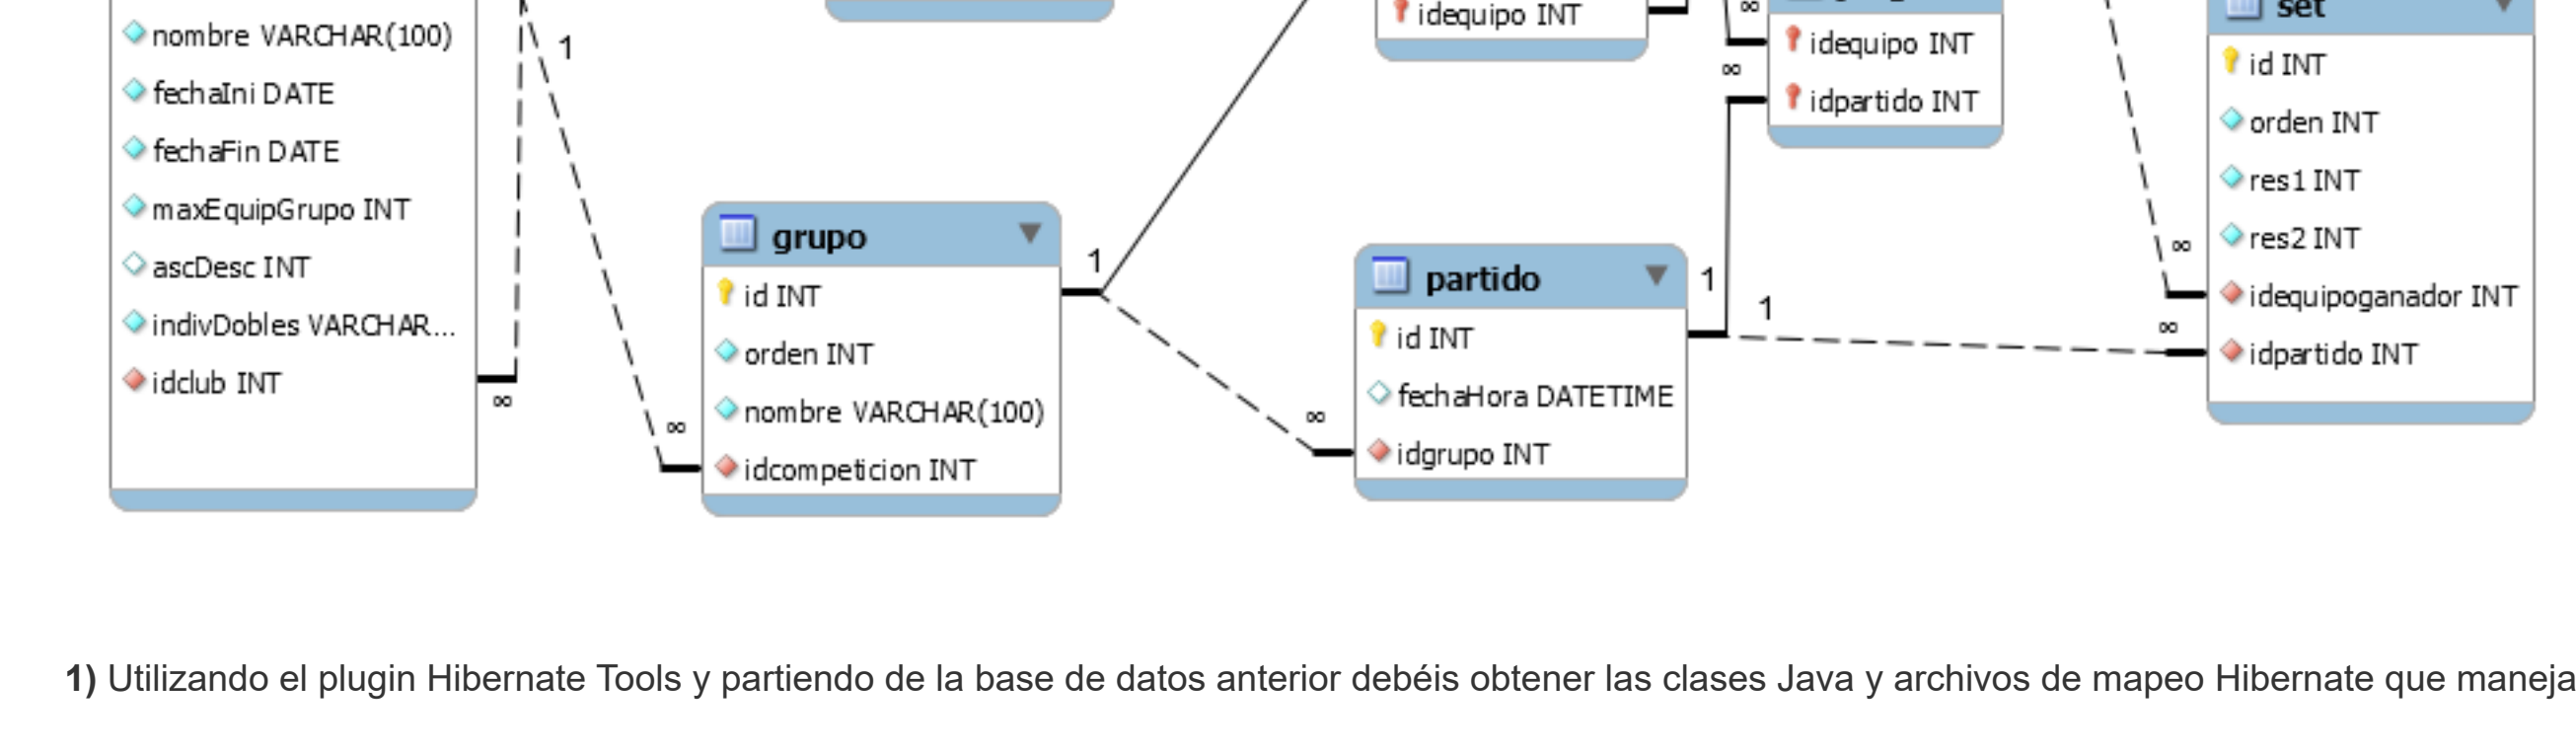 nombre VARCHAR(100)
fechaIni DATE
fechaFin DATE
maxEquipGrupo INT
ascDesc INT
indivDobles VARCHAR...
idclub INT
∞
1
∞
grupo
id INT
orden INT
nombre VARCHAR(100)
idcompeticion INT
1
∞
idequipo INT
partido
id INT
fechaHora DATETIME
idgrupo INT
1
1
∞
∞
idequipo INT
idpartido INT
set
id INT
orden INT
res1 INT
res2 INT
idequipoganador INT
idpartido INT
∞
∞
1) Utilizando el plugin Hibernate Tools y partiendo de la base de datos anterior debéis obtener las clases Java y archivos de mapeo Hibernate que maneja